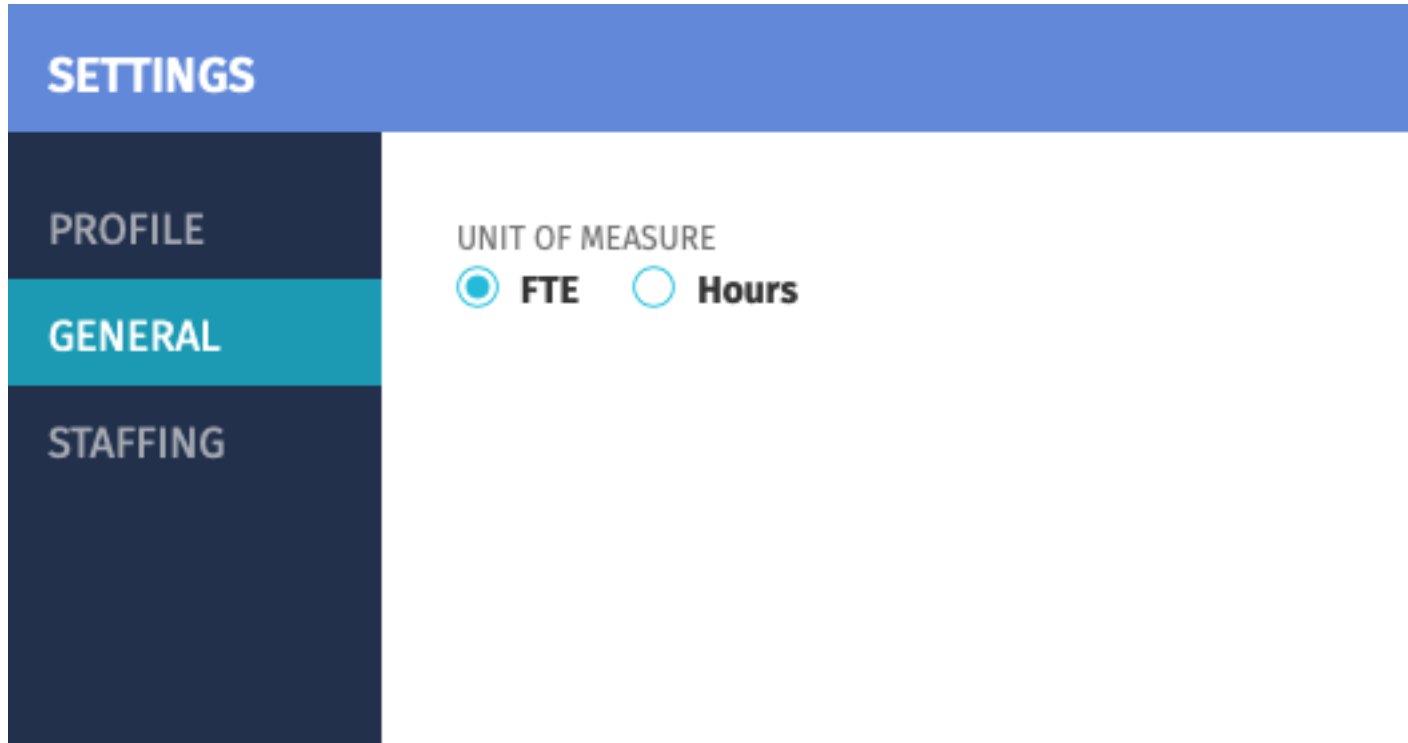 SETTINGS
PROFILE
GENERAL
STAFFING
UNIT OF MEASURE
FTE Hours